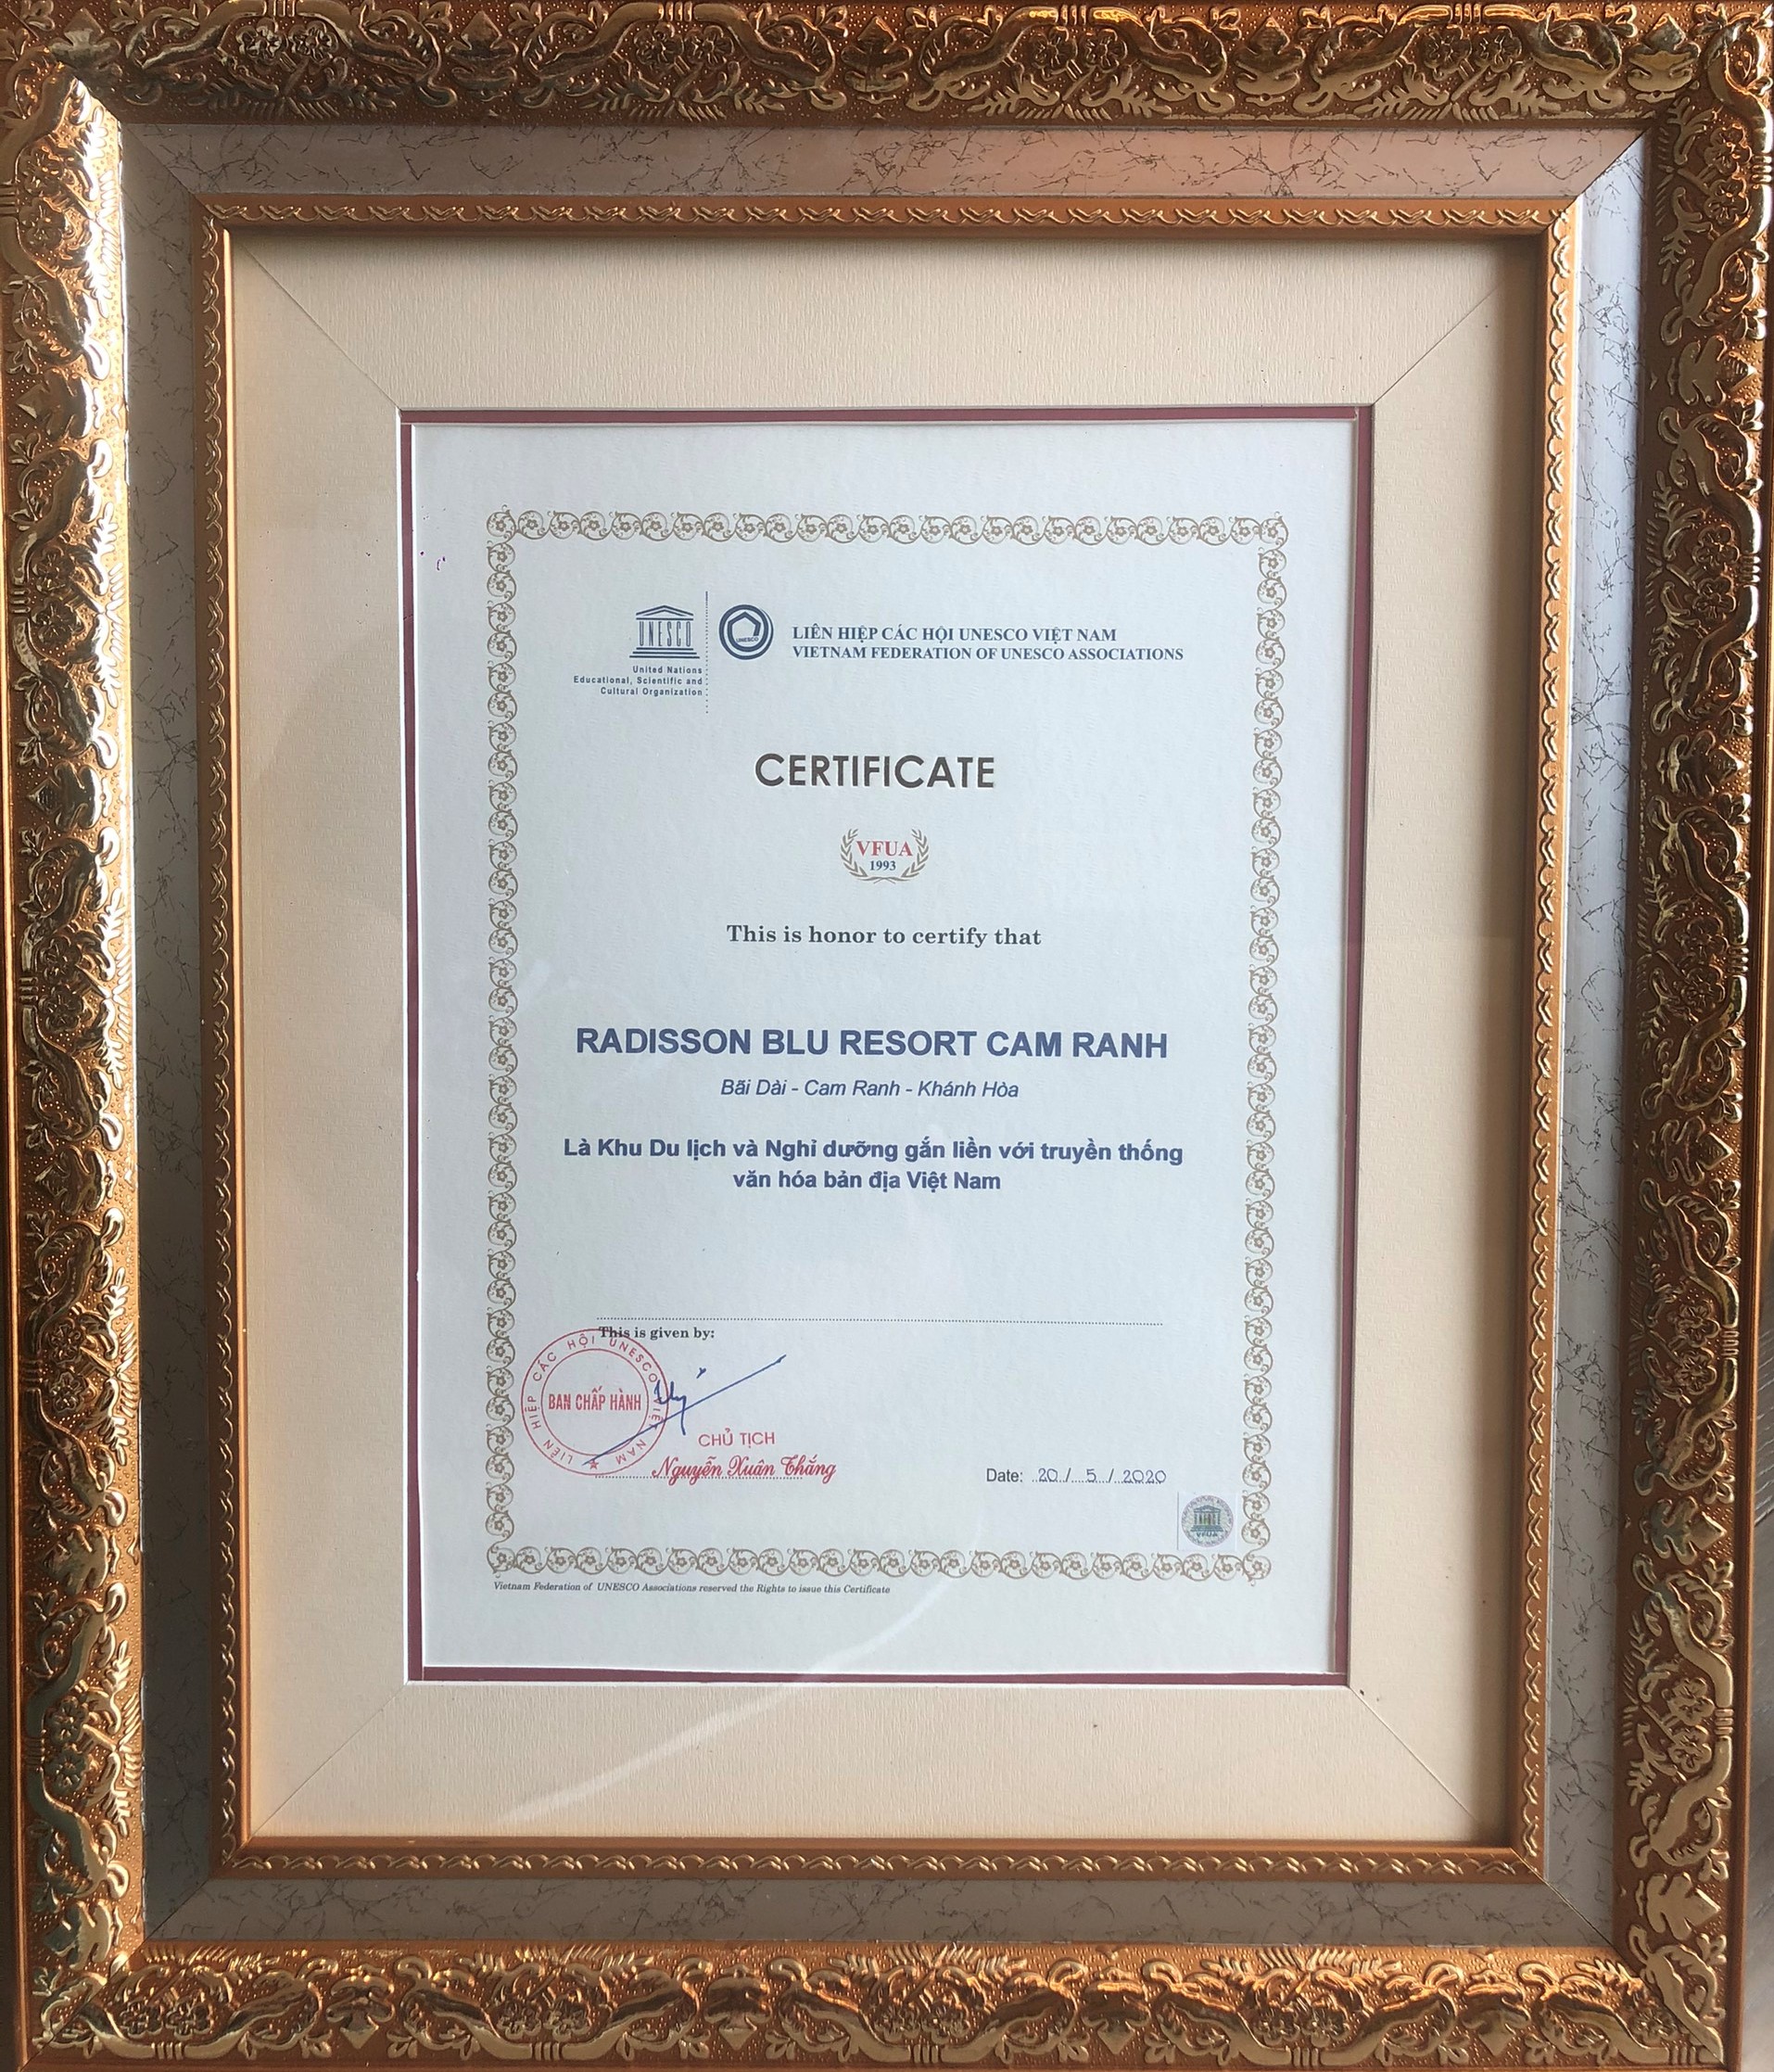 UNESCO
United Nations
Educational, Scientific and
Cultural Organization
UNESCO
LIÊN HIỆP CÁC HỘI UNESCO VIỆT NAM
VIETNAM FEDERATION OF UNESCO ASSOCIATIONS
CERTIFICATE
VFUA
1993
This is honor to certify that
RADISSON BLU RESORT CAM RANH
Bãi Dài - Cam Ranh - Khánh Hòa
Là Khu Du lịch và Nghỉ dưỡng gắn liền với truyền thống
văn hóa bản địa Việt Nam
This is given by:
LIÊN HIỆP CÁC HỘI UNESCO VIỆT NAM
BAN CHẤP HÀNH
CHỦ TỊCH
Nguyễn Xuân Thắng
Date: 20 / 5 / 2020
VFUA
Vietnam Federation of UNESCO Associations reserved the Rights to issue this Certificate